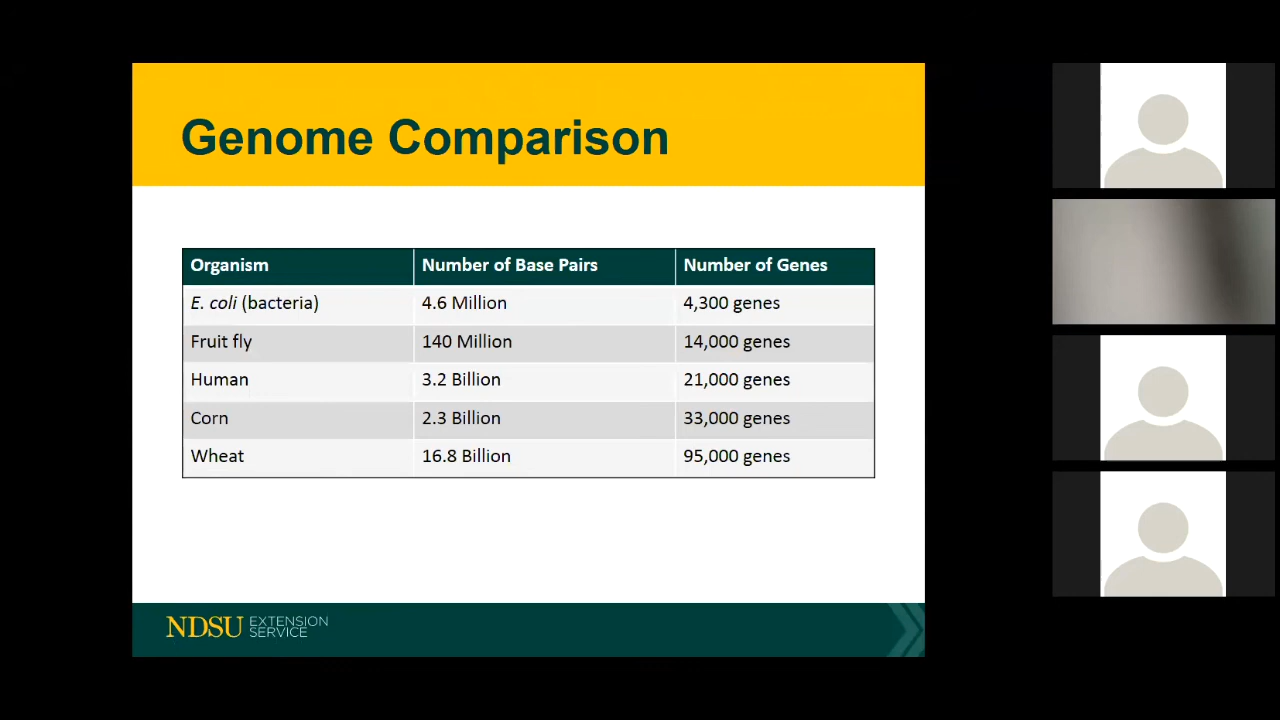 Genome Comparison
Organism Number of Base Pairs Number of Genes
E. coli (bacteria) 4.6 Million 4,300 genes
Fruit fly 140 Million 14,000 genes
Human 3.2 Billion 21,000 genes
Corn 2.3 Billion 33,000 genes
Wheat 16.8 Billion 95,000 genes
NDSU EXTENSION
SERVICE